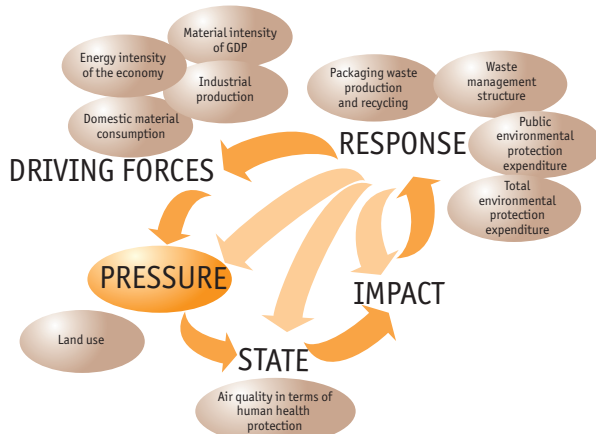 Material intensity
of GDP
Energy intensity
of the economy
Industrial
production
Domestic material
consumption
Packaging waste
production
and recycling
Waste
management
structure
Public
environmental
protection
expenditure
Total
environmental
protection
expenditure
RESPONSE
DRIVING FORCES
PRESSURE
IMPACT
Land use
STATE
Air quality in terms of
human health
protection